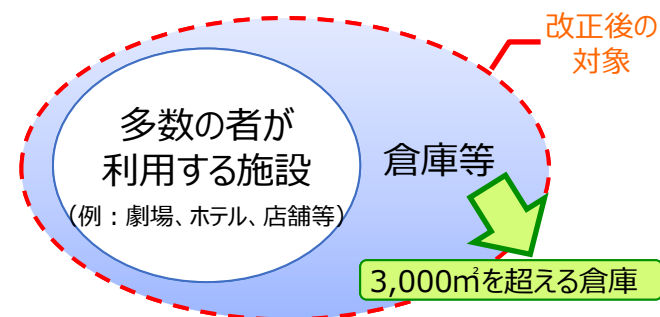 改正後の
対象
多数の者が
利用する施設
(例：劇場、ホテル、店舗等)
倉庫等
3,000㎡を超える倉庫